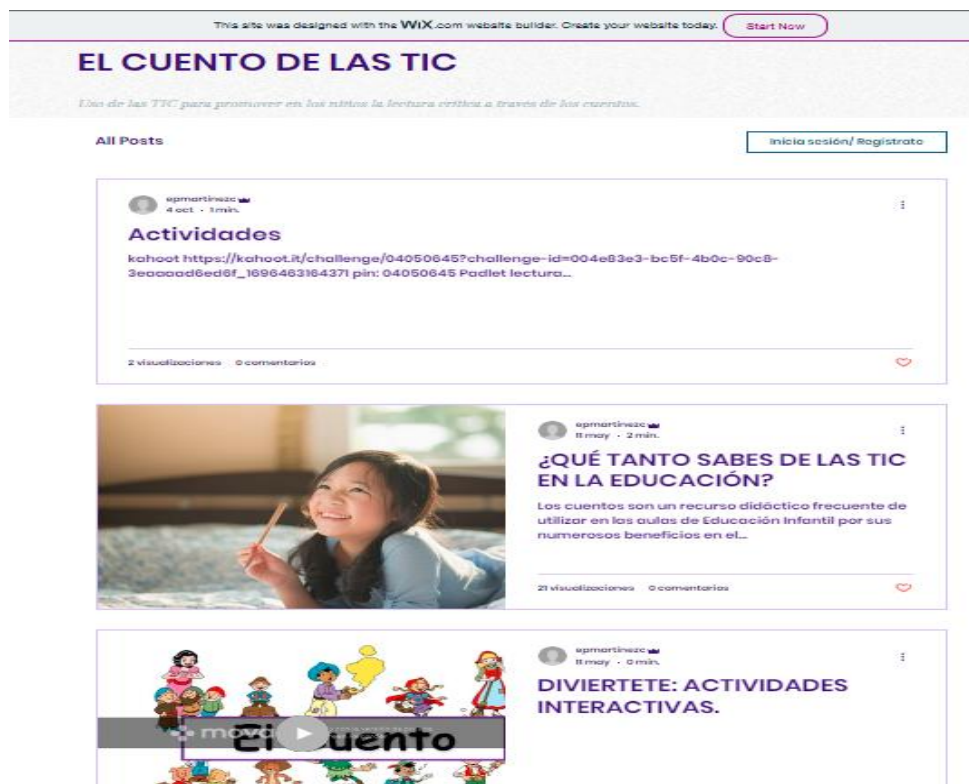 This site was designed with the WiX.com website builder. Create your website today. Start Now
EL CUENTO DE LAS TIC
Uso de las TIC para promover en los niños la lectura crítica a través de los cuentos.
All Posts
Inicia sesión/ Regístrate
epmartinezc
4 oct · 1 min.
Actividades
kahoot https://kahoot.it/challenge/04050645?challenge-id=004e83e3-bc5f-4b0c-90c8-
3eaaaad6ed6f_1696463164371 pin: 04050645 Padlet lectura...
2 visualizaciones 0 comentarios
epmartinezc
11 may · 2 min.
¿QUÉ TANTO SABES DE LAS TIC
EN LA EDUCACIÓN?
Los cuentos son un recurso didáctico frecuente de
utilizar en las aulas de Educación Infantil por sus
numerosos beneficios en el...
21 visualizaciones 0 comentarios
epmartinezc
11 may · 0 min.
DIVIERTETE: ACTIVIDADES
INTERACTIVAS.
mova
El Cuento